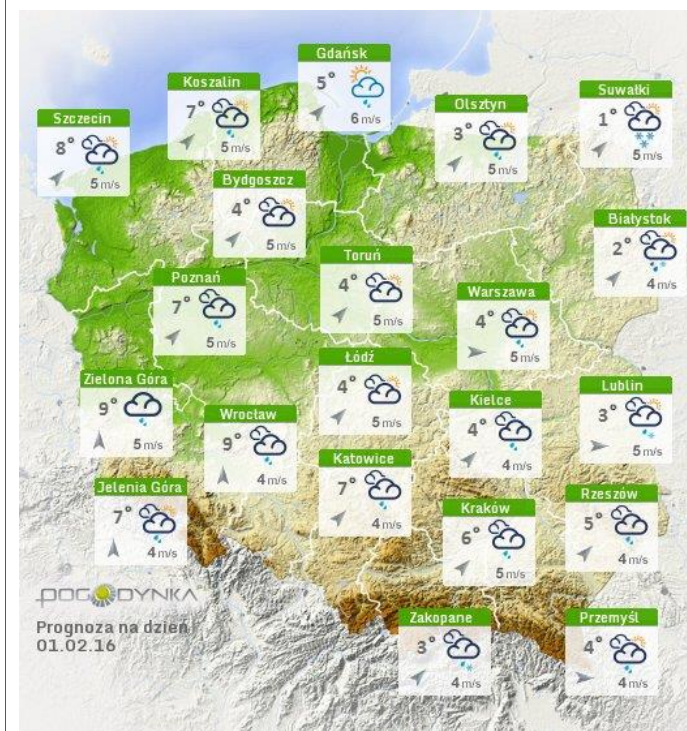 Gdańsk
5°
6 m/s
Koszalin
7°
5 m/s
Suwałki
1°
5 m/s
Olsztyn
3°
5 m/s
Szczecin
8°
5 m/s
Bydgoszcz
4°
5 m/s
Białystok
2°
4 m/s
Toruń
4°
5 m/s
Poznań
7°
5 m/s
Warszawa
4°
5 m/s
Łódź
4°
5 m/s
Zielona Góra
9°
5 m/s
Lublin
3°
5 m/s
Kielce
4°
4 m/s
Wrocław
9°
4 m/s
Katowice
7°
4 m/s
Jelenia Góra
7°
4 m/s
Rzeszów
5°
4 m/s
Kraków
6°
5 m/s
POGODYNKA
Prognoza na dzień
01.02.16
Zakopane
3°
4 m/s
Przemyśl
4°
4 m/s